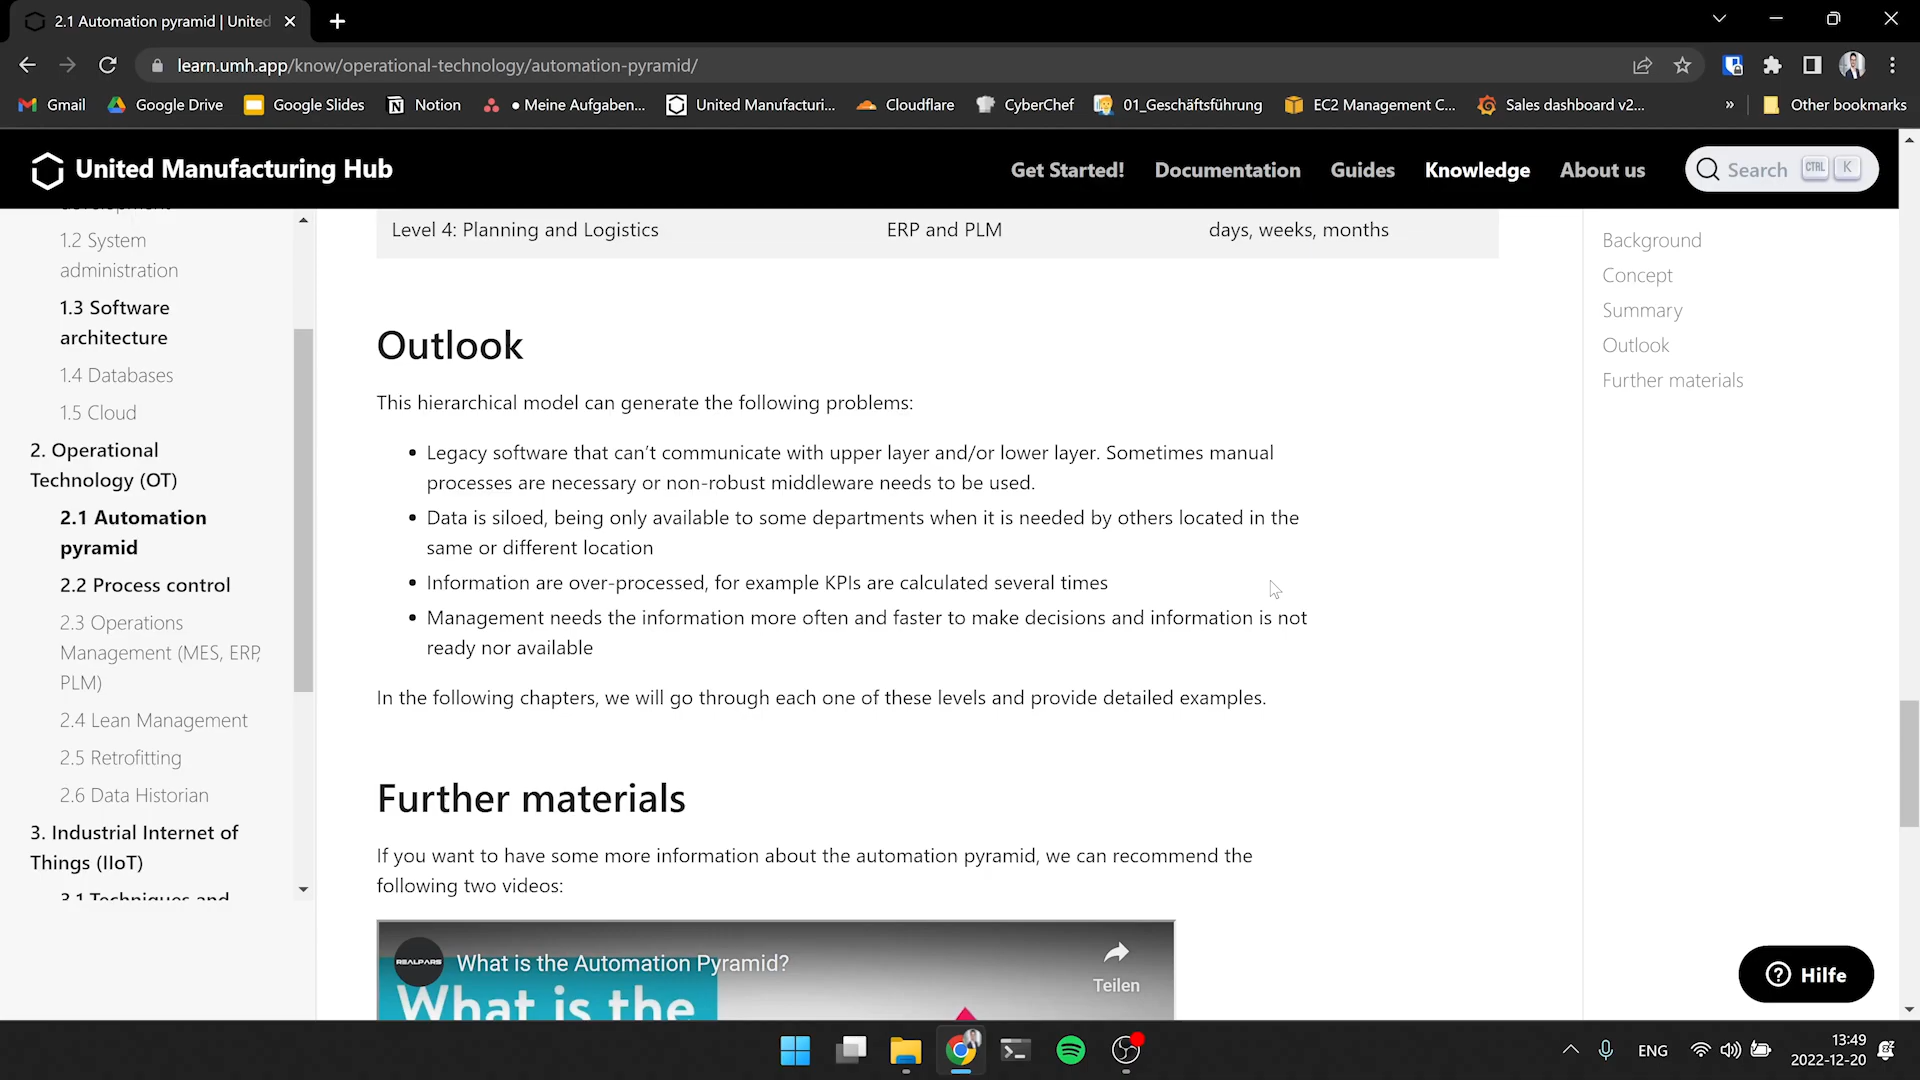 2.1 Automation pyramid | United
learn.umh.app/know/operational-technology/automation-pyramid/
Gmail
Google Drive
Google Slides
Notion
• Meine Aufgaben...
United Manufacturi...
Cloudflare
CyberChef
01_Geschäftsführung
EC2 Management C...
Sales dashboard v2...
»
Other bookmarks
United Manufacturing Hub
Get Started!
Documentation
Guides
Knowledge
About us
Search
CTRL
K
1.2 System
administration
1.3 Software
architecture
1.4 Databases
1.5 Cloud
2. Operational
Technology (OT)
2.1 Automation
pyramid
2.2 Process control
2.3 Operations
Management (MES, ERP,
PLM)
2.4 Lean Management
2.5 Retrofitting
2.6 Data Historian
3. Industrial Internet of
Things (IIoT)
3.1 Techniques and
Level 4: Planning and Logistics
ERP and PLM
days, weeks, months
Outlook
This hierarchical model can generate the following problems:
• Legacy software that can't communicate with upper layer and/or lower layer. Sometimes manual
processes are necessary or non-robust middleware needs to be used.
• Data is siloed, being only available to some departments when it is needed by others located in the
same or different location
• Information are over-processed, for example KPIs are calculated several times
• Management needs the information more often and faster to make decisions and information is not
ready nor available
In the following chapters, we will go through each one of these levels and provide detailed examples.
Further materials
If you want to have some more information about the automation pyramid, we can recommend the
following two videos:
REALPARS
What is the Automation Pyramid?
Teilen
What is the
Background
Concept
Summary
Outlook
Further materials
Hilfe
ENG
13:49
2022-12-20